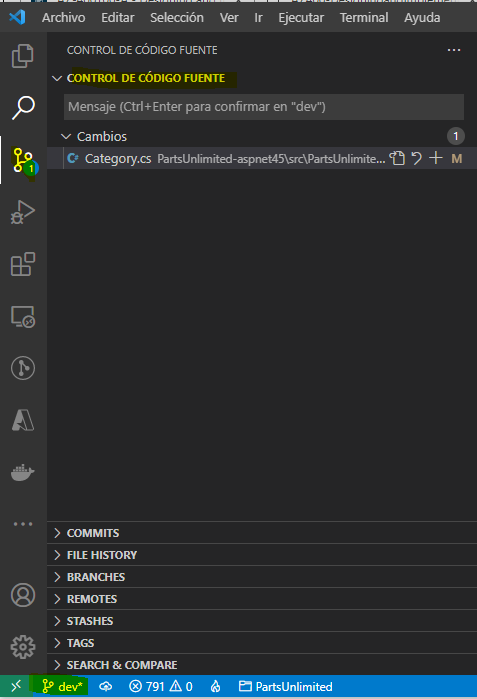 Archivo Editar Selección Ver Ir Ejecutar Terminal Ayuda
CONTROL DE CÓDIGO FUENTE
CONTROL DE CÓDIGO FUENTE
Mensaje (Ctrl+Enter para confirmar en "dev")
Cambios 1
C# Category.cs PartsUnlimited-aspnet45\src\PartsUnlimite... M
1
COMMITS
FILE HISTORY
BRANCHES
REMOTES
STASHES
TAGS
SEARCH & COMPARE
dev* 791 0 PartsUnlimited